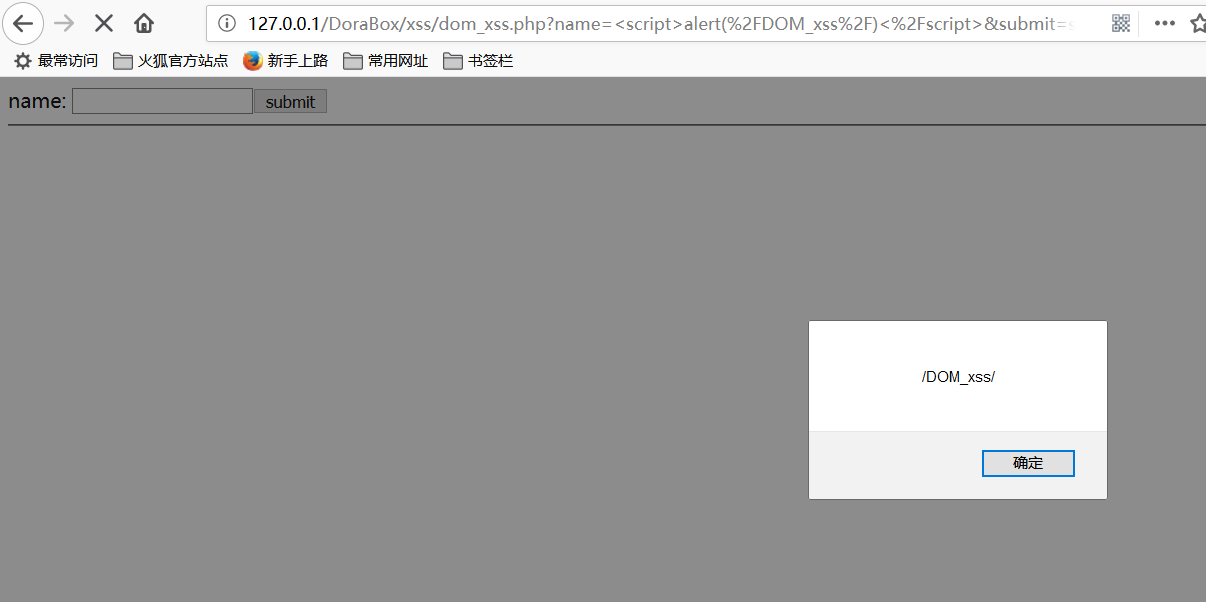 127.0.0.1/DoraBox/xss/dom_xss.php?name=<script>alert(%2FDOM_xss%2F)<%2Fscript>&submit=s
最常访问 火狐官方站点 新手上路 常用网址 书签栏
name: submit
/DOM_xss/
确定